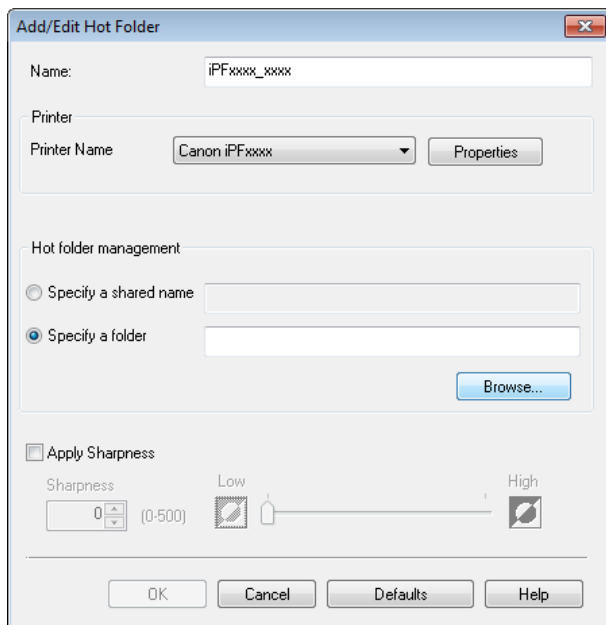 Add/Edit Hot Folder
Name: iPFxxxx_xxxx
Printer
Printer Name Canon iPFxxxx Properties
Hot folder management
Specify a shared name
Specify a folder
Browse...
Apply Sharpness
Sharpness Low High
0 (0-500)
OK Cancel Defaults Help